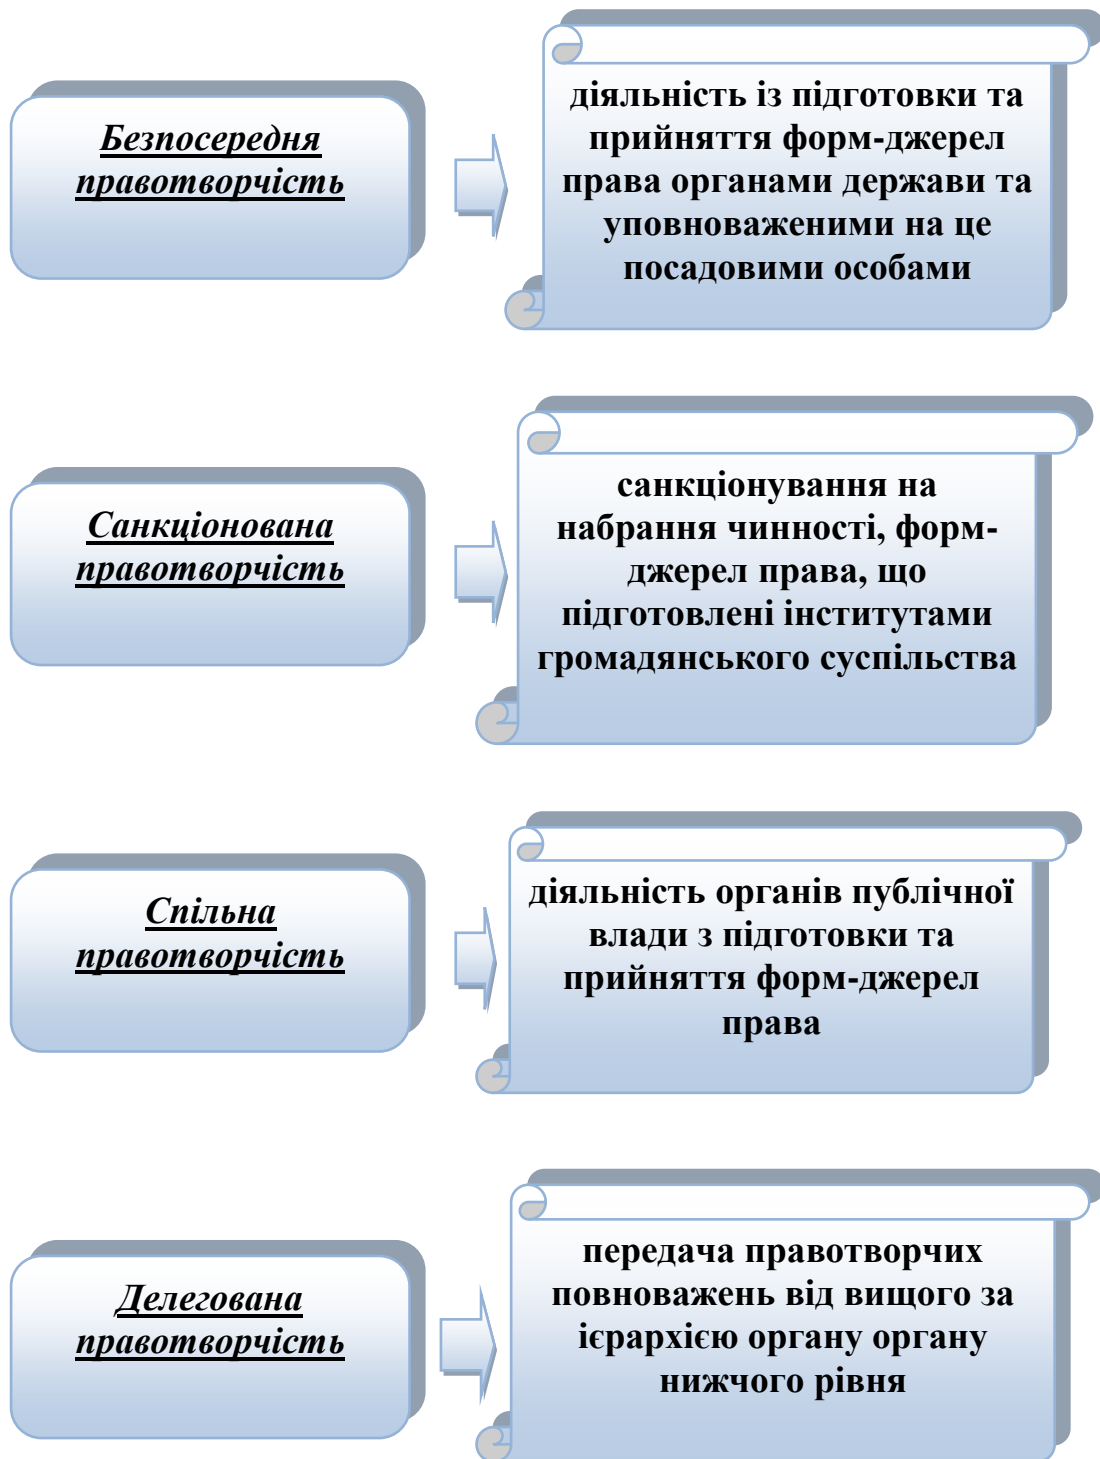 Безпосередня
правотворчість
діяльність із підготовки та
прийняття форм-джерел
права органами держави та
уповноваженими на це
посадовими особами
Санкціонована
правотворчість
санкціонування на
набрання чинності, форм-
джерел права, що
підготовлені інститутами
громадянського суспільства
Спільна
правотворчість
діяльність органів публічної
влади з підготовки та
прийняття форм-джерел
права
Делегована
правотворчість
передача правотворчих
повноважень від вищого за
ієрархією органу органу
нижчого рівня